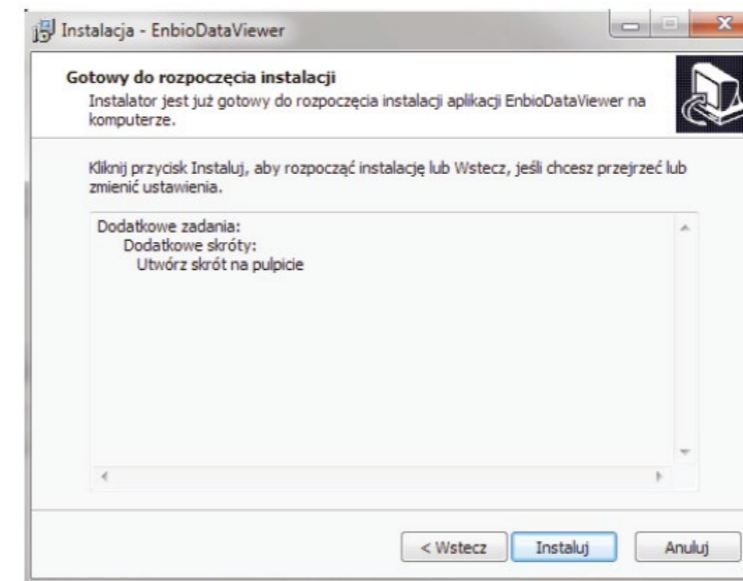 Instalacja - EnbioDataViewer
Gotowy do rozpoczęcia instalacji
Instalator jest już gotowy do rozpoczęcia instalacji aplikacji EnbioDataViewer na
komputerze.
Kliknij przycisk Instaluj, aby rozpocząć instalację lub Wstecz, jeśli chcesz przejrzeć lub
zmienić ustawienia.
Dodatkowe zadania:
Dodatkowe skróty:
Utwórz skrót na pulpicie
< Wstecz
Instaluj
Anuluj